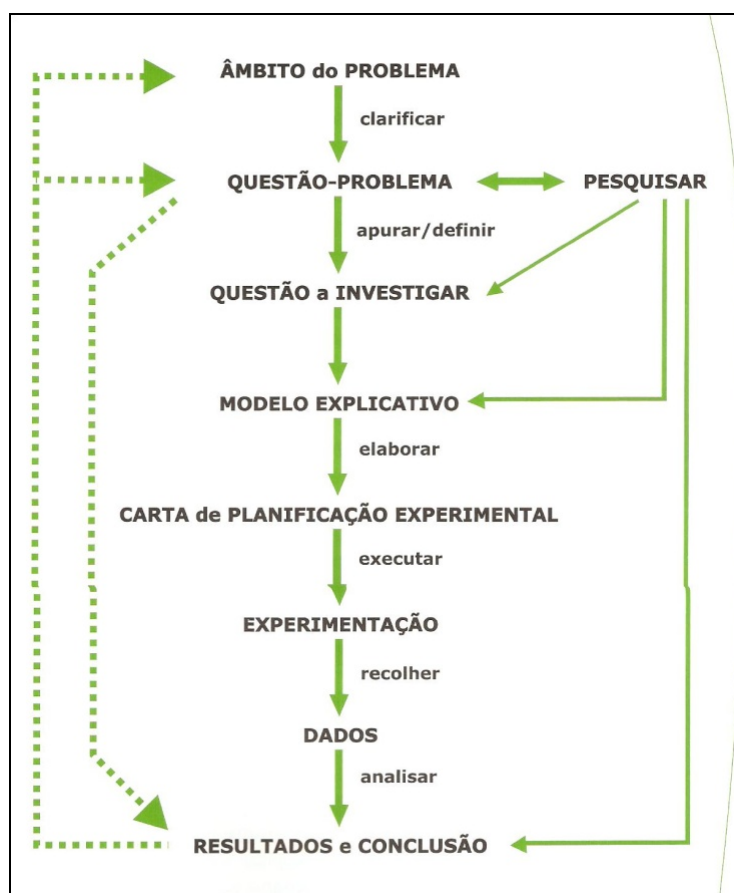 ÂMBITO do PROBLEMA
clarificar
QUESTÃO-PROBLEMA
PESQUISAR
apurar/definir
QUESTÃO a INVESTIGAR
MODELO EXPLICATIVO
elaborar
CARTA de PLANIFICAÇÃO EXPERIMENTAL
executar
EXPERIMENTAÇÃO
recolher
DADOS
analisar
RESULTADOS e CONCLUSÃO